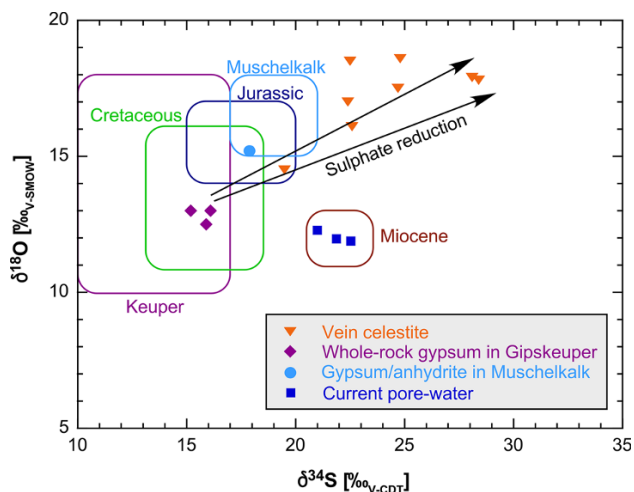 20
15
10
5
δ¹⁸O [‰V-SMOW]
Muschelkalk
Jurassic
Cretaceous
Sulphate reduction
Miocene
Keuper
Vein celestite
Whole-rock gypsum in Gipskeuper
Gypsum/anhydrite in Muschelkalk
Current pore-water
10 15 20 25 30 35
δ³⁴S [‰V-CDT]